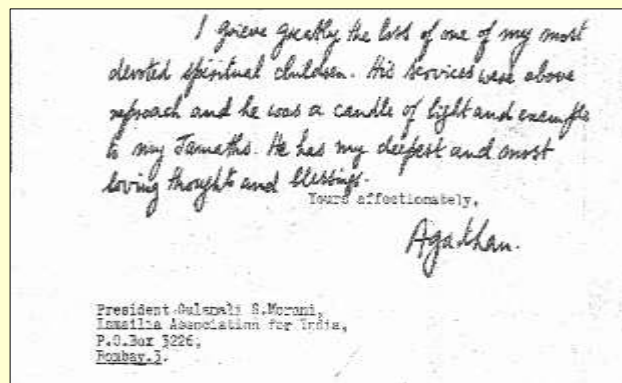 I grieve greatly the loss of one of my most
devoted spiritual children. His services were above
reproach and he was a candle of light and example
to my Jamaths. He has my deepest and most
loving thoughts and blessings.
Yours affectionately,
Aga Khan.
President Gulamali S.Morani,
Ismailia Association for India,
P.O.Box 3226,
Bombay.3.